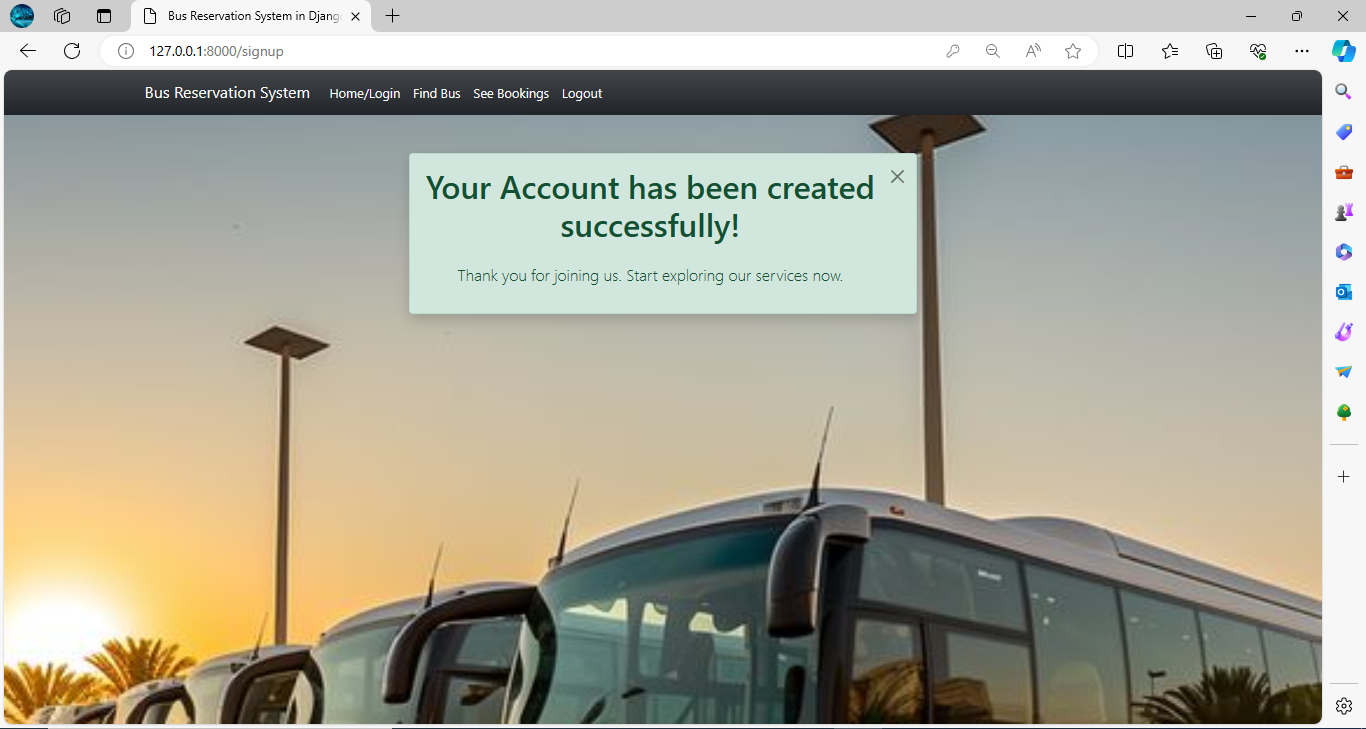 Bus Reservation System in Djang
127.0.0.1:8000/signup
Bus Reservation System Home/Login Find Bus See Bookings Logout
Your Account has been created
successfully!
Thank you for joining us. Start exploring our services now.